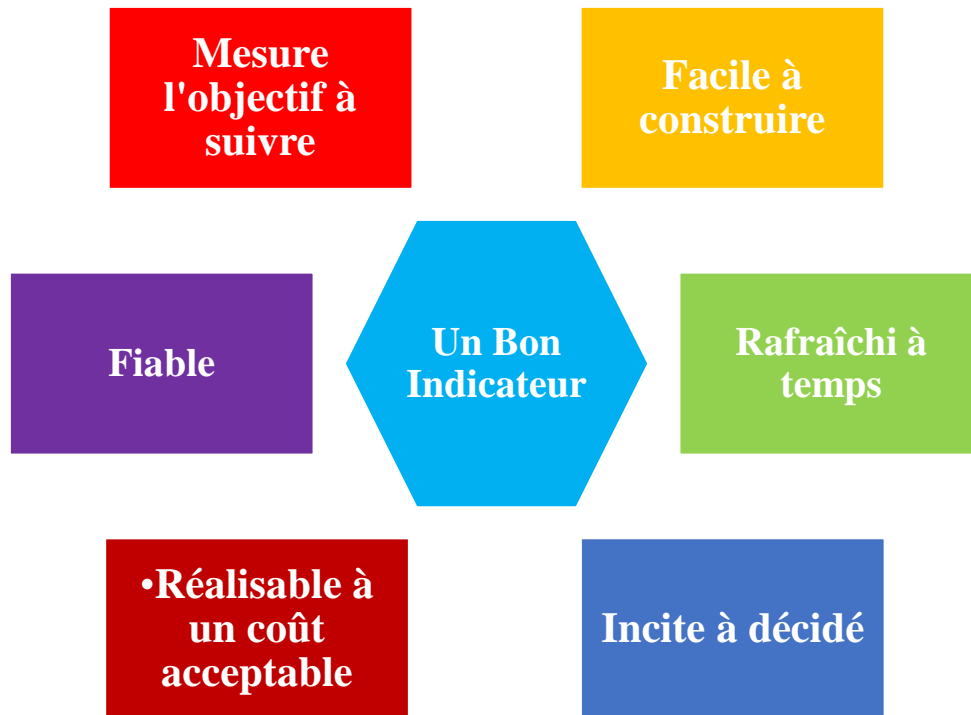 Mesure
l'objectif à
suivre
Facile à
construire
Fiable
Un Bon
Indicateur
Rafraîchi à
temps
•Réalisable à
un coût
acceptable
Incite à décidé